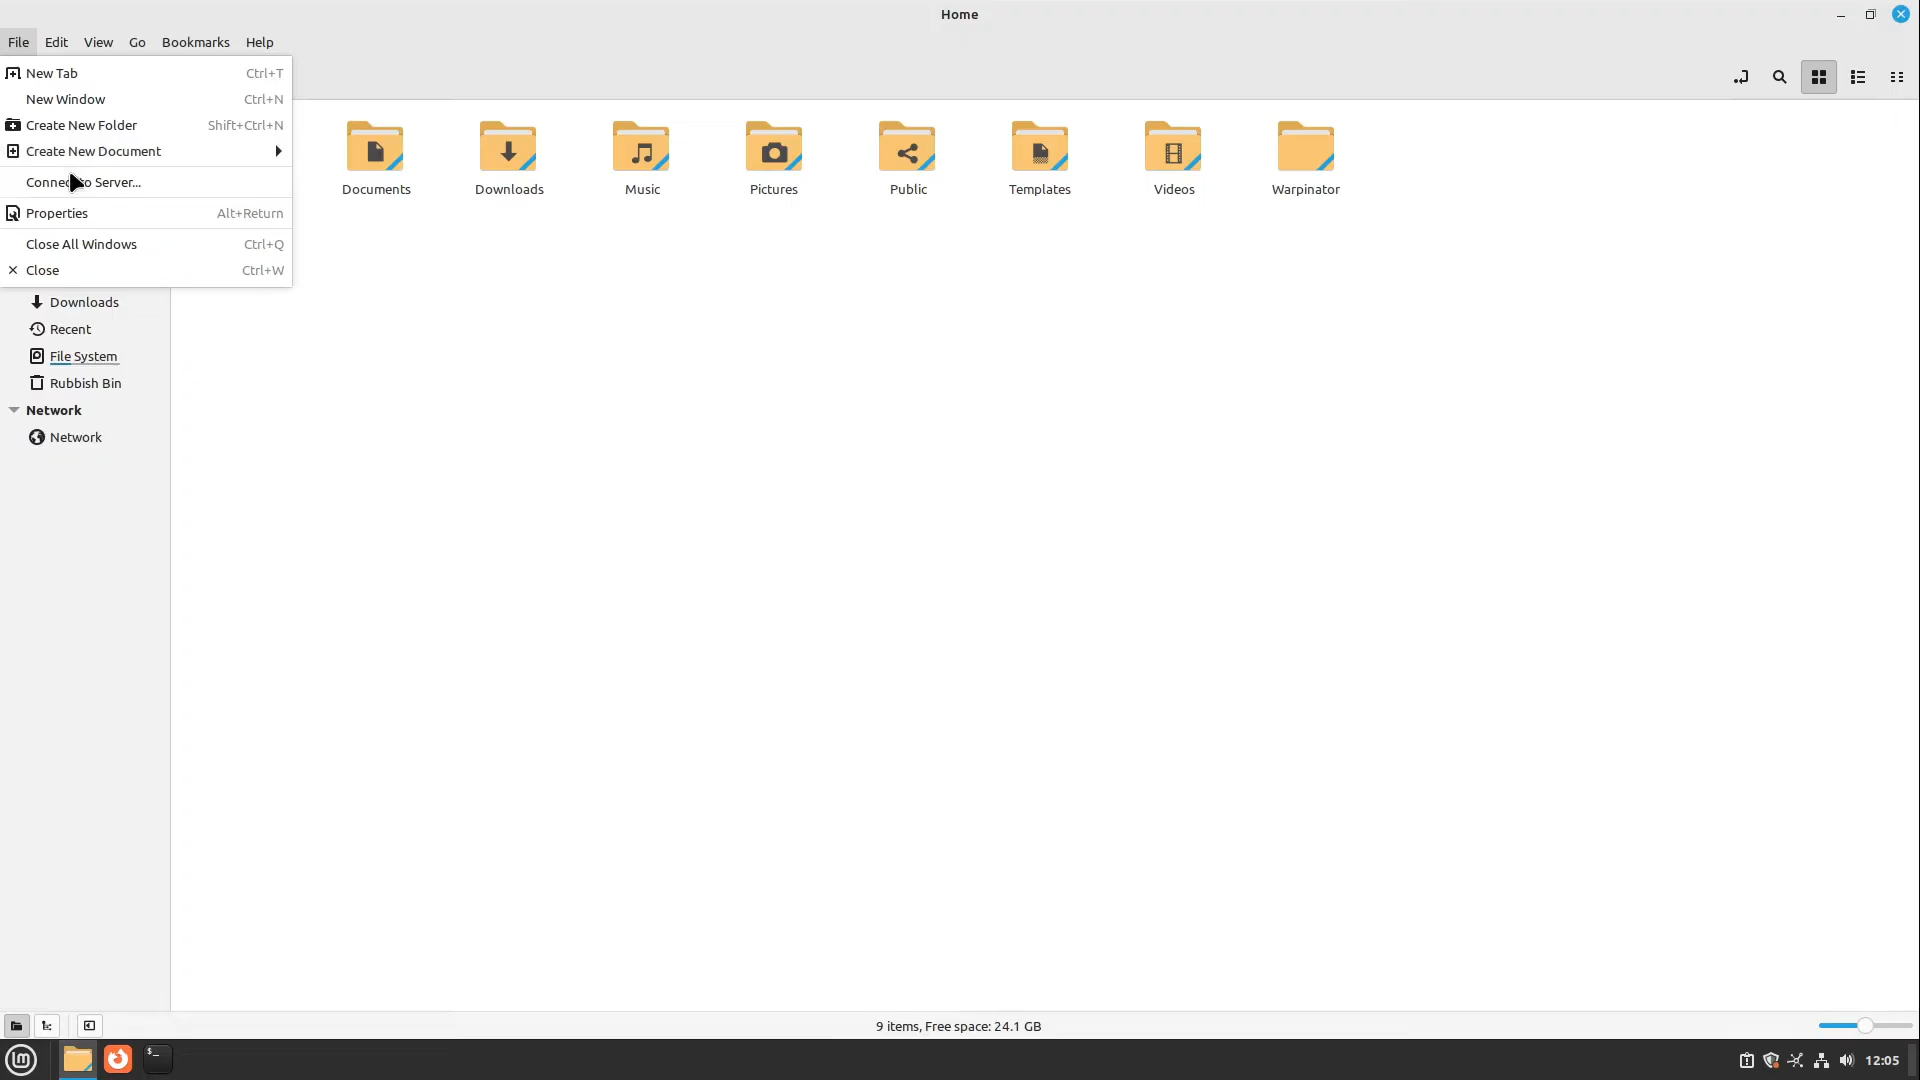 Home
File Edit View Go Bookmarks Help
New Tab Ctrl+T
New Window Ctrl+N
Create New Folder Shift+Ctrl+N
Create New Document
Connect to Server...
Properties Alt+Return
Close All Windows Ctrl+Q
Close Ctrl+W
Documents Downloads Music Pictures Public Templates Videos Warpinator
Downloads
Recent
File System
Rubbish Bin
Network
Network
9 items, Free space: 24.1 GB
12:05